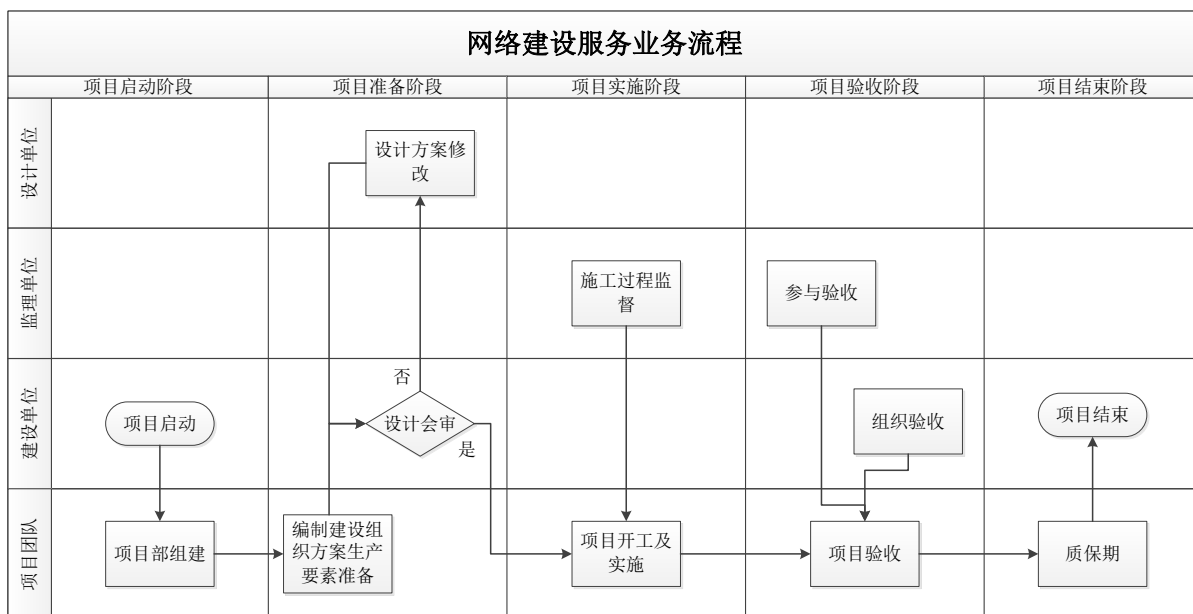 网络建设服务业务流程
项目启动阶段
项目准备阶段
项目实施阶段
项目验收阶段
项目结束阶段
设计单位
设计方案修
改
监理单位
施工过程监
督
参与验收
建设单位
项目启动
否
设计会审
是
组织验收
项目结束
项目团队
项目部组建
编制建设组
织方案生产
要素准备
项目开工及
实施
项目验收
质保期